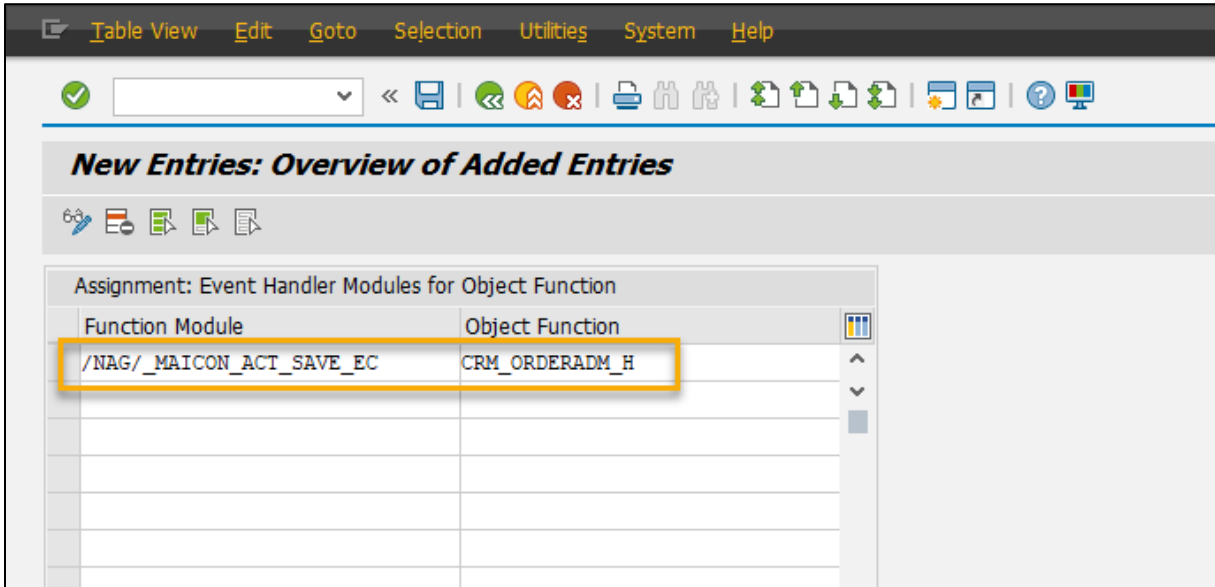 Table View Edit Goto Selection Utilities System Help
New Entries: Overview of Added Entries
Assignment: Event Handler Modules for Object Function
Function Module Object Function
/NAG/_MAICON_ACT_SAVE_EC CRM_ORDERADM_H